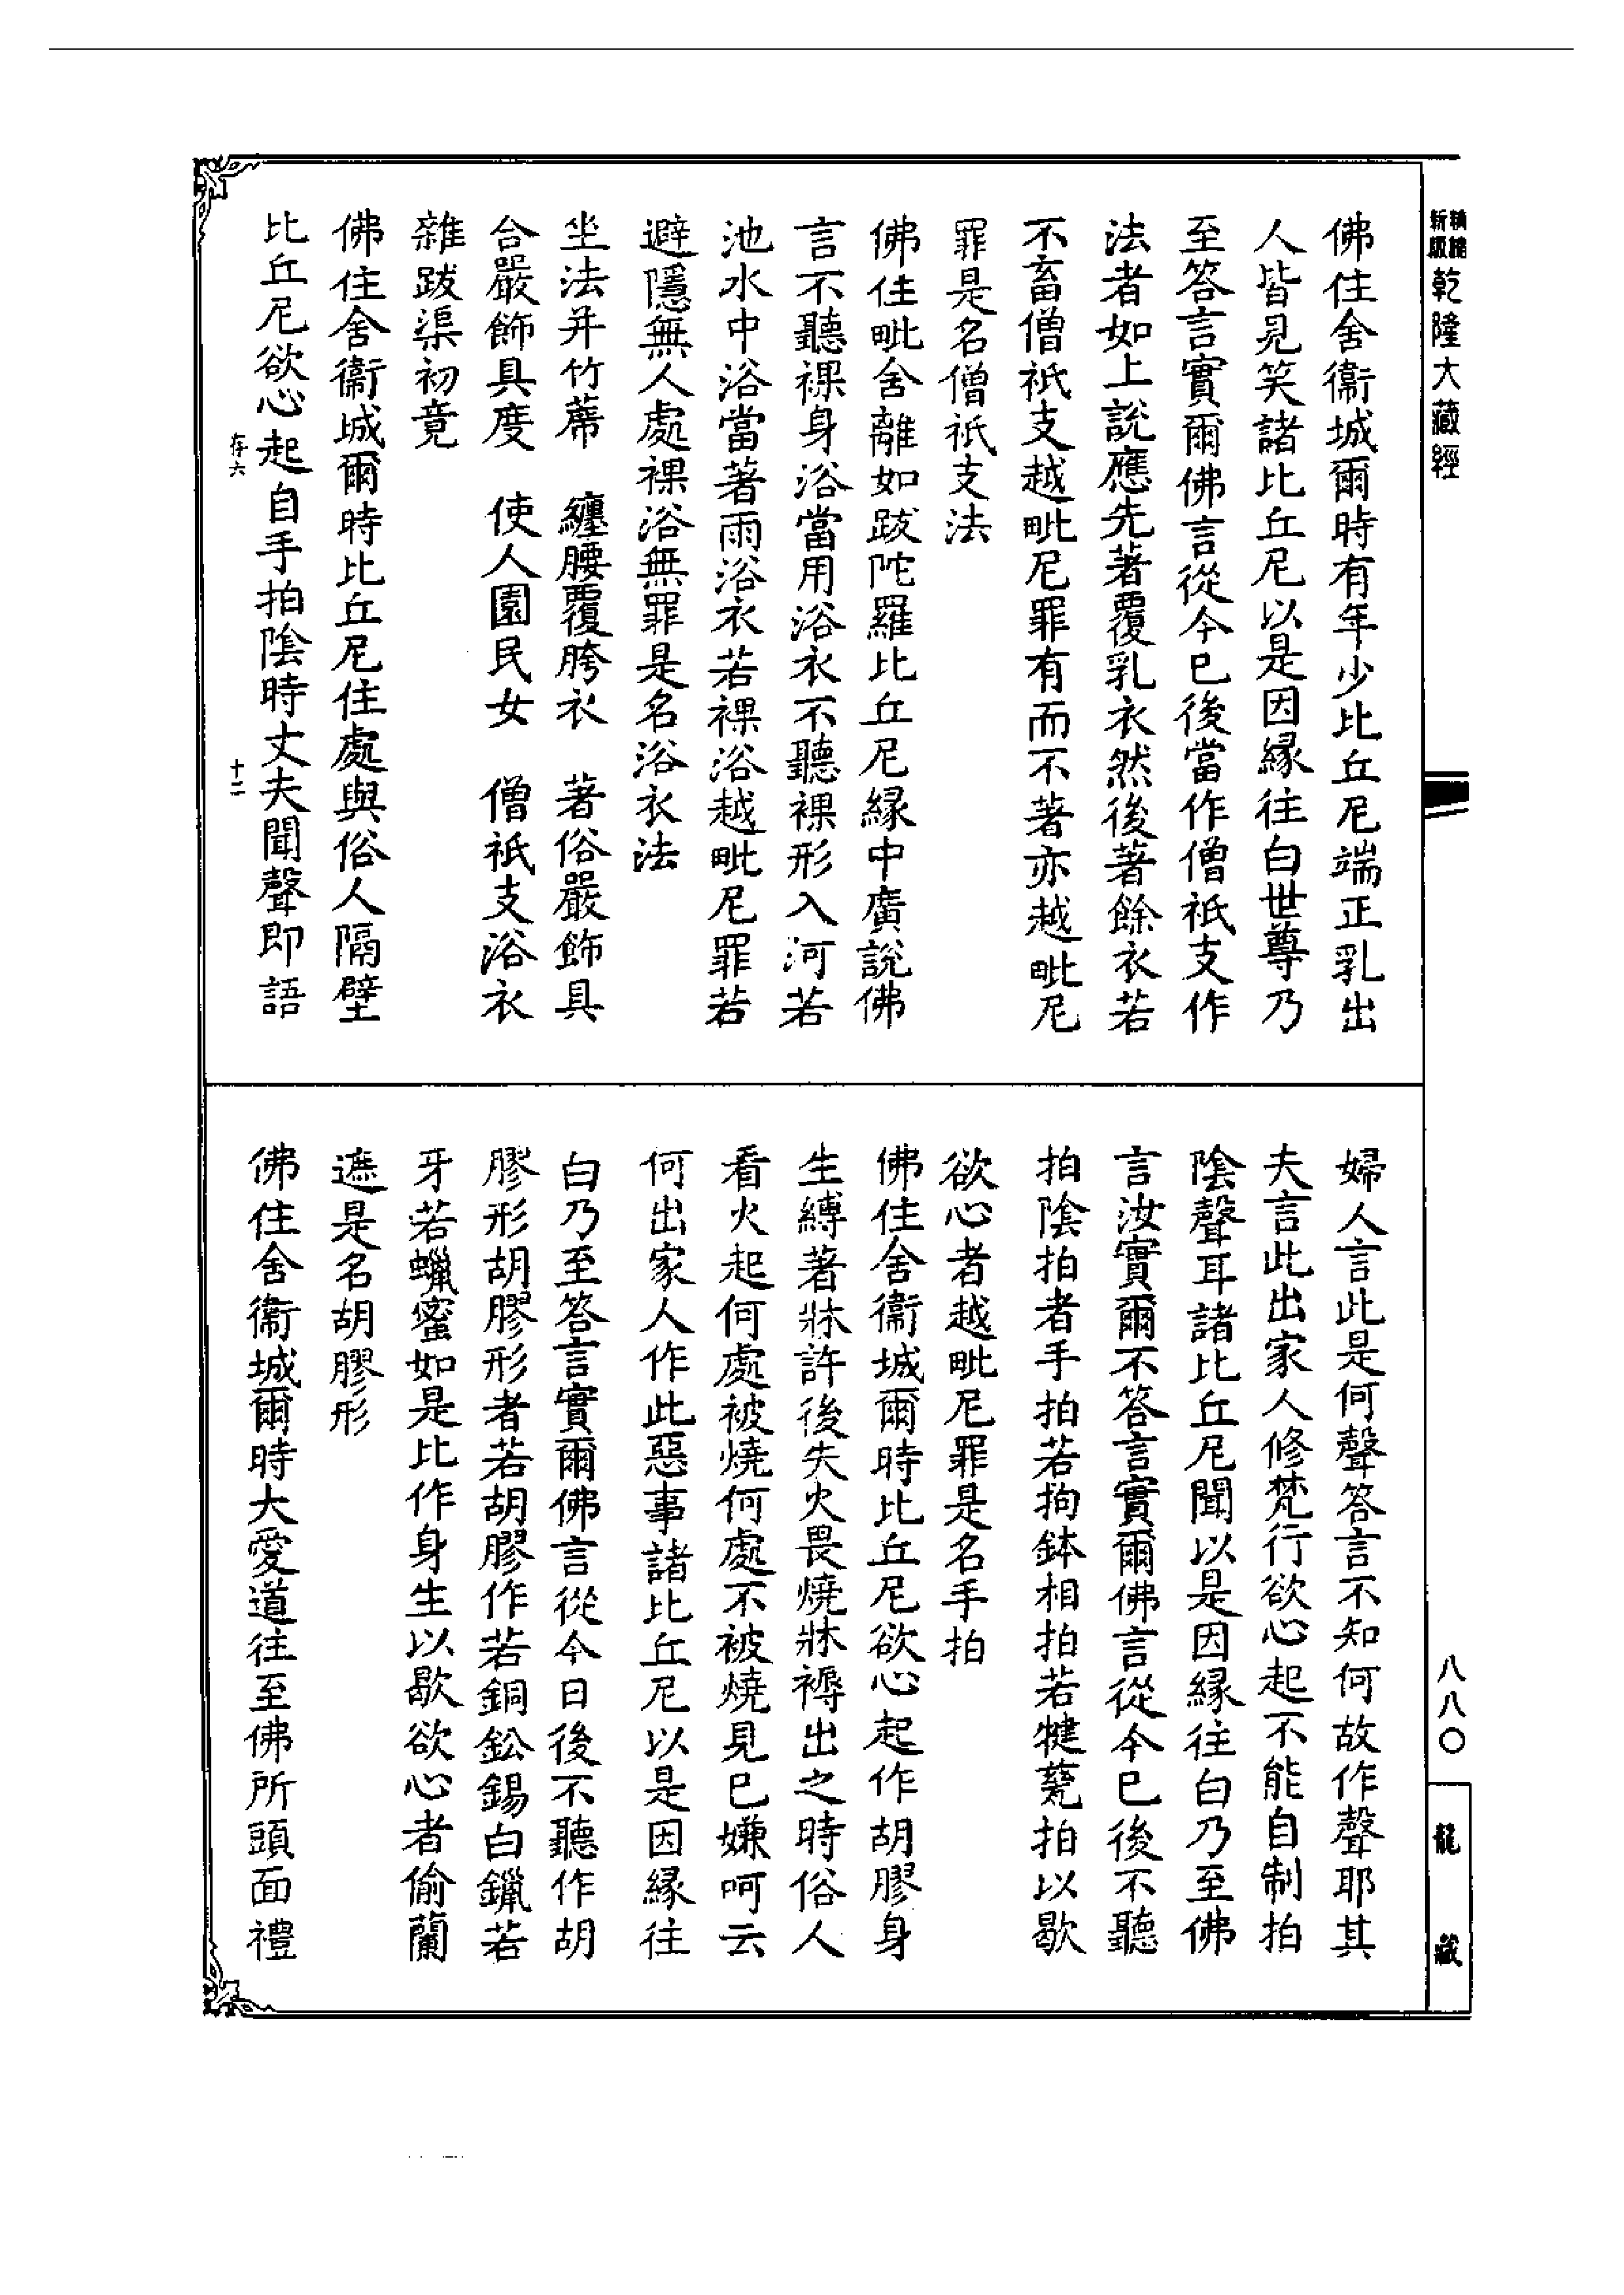 新版
精縮
乾隆大藏經
佛住舍衞城爾時有年少比丘尼端正乳出
人皆見笑諸比丘尼以是因縁往白世尊乃
至答言實爾佛言從今已後當作僧祇支作
法者如上說應先著覆乳衣然後著餘衣若
不畜僧祇支越毗尼罪有而不著亦越毗尼
罪是名僧祇支法
佛住毗舍離如跋陀羅比丘尼縁中廣說佛
言不聽裸身浴當用浴衣不聽裸形入河若
池水中浴當著雨浴衣若裸浴越毗尼罪若
避隱無人處裸浴無罪是名浴衣法
坐法并竹蓆　纏腰覆胯衣　著俗嚴飾具
合嚴飾具度　使人園民女　僧祇支浴衣
雜跋渠初竟
佛住舍衞城爾時比丘尼住處與俗人隔壁
比丘尼欲心起自手拍陰時丈夫聞聲即語
存六　十二
婦人言此是何聲答言不知何故作聲耶其
夫言此出家人修梵行欲心起不能自制拍
陰聲耳諸比丘尼聞以是因縁往白乃至佛
言汝實爾不答言實爾佛言從今已後不聽
拍陰拍者手拍若拘鉢相拍若犍鎡拍以歇
欲心者越毗尼罪是名手拍
佛住舍衞城爾時比丘尼欲心起作胡膠身
生縛著牀許後失火畏燒牀褥出之時俗人
看火起何處被燒何處不被燒見已嫌呵云
何出家人作此惡事諸比丘尼以是因縁往
白乃至答言實爾佛言從今日後不聽作胡
膠形胡膠形者若胡膠作若銅鈆錫白鑞若
牙若蠟蜜如是比作身生以歇欲心者偷蘭
遮是名胡膠形
佛住舍衞城爾時大愛道往至佛所頭面禮
八八〇
龍藏